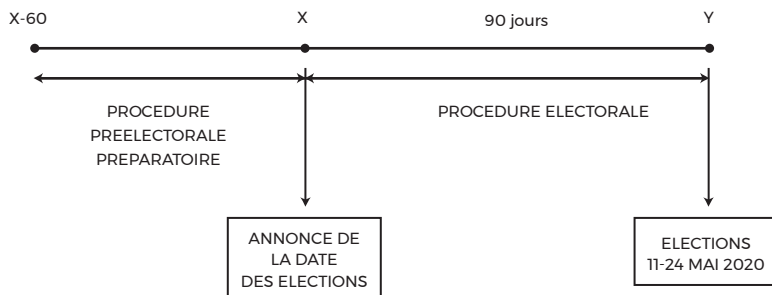 X-60
X
90 jours
Y
PROCEDURE
PREELECTORALE
PREPARATOIRE
PROCEDURE ELECTORALE
ANNONCE DE
LA DATE
DES ELECTIONS
ELECTIONS
11-24 MAI 2020